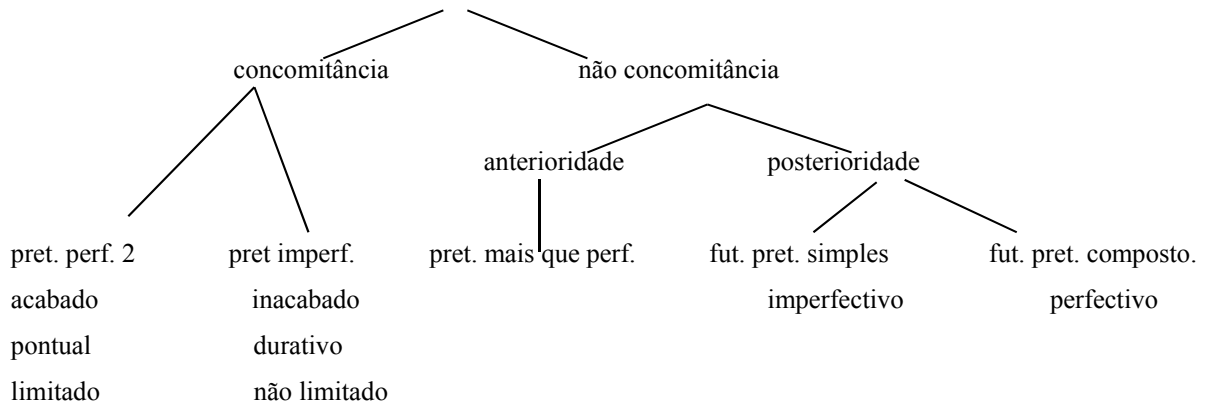 concomitância não concomitância
anterioridade posterioridade
pret. perf. 2 pret imperf. pret. mais que perf. fut. pret. simples fut. pret. composto.
acabado inacabado imperfectivo perfectivo
pontual durativo
limitado não limitado